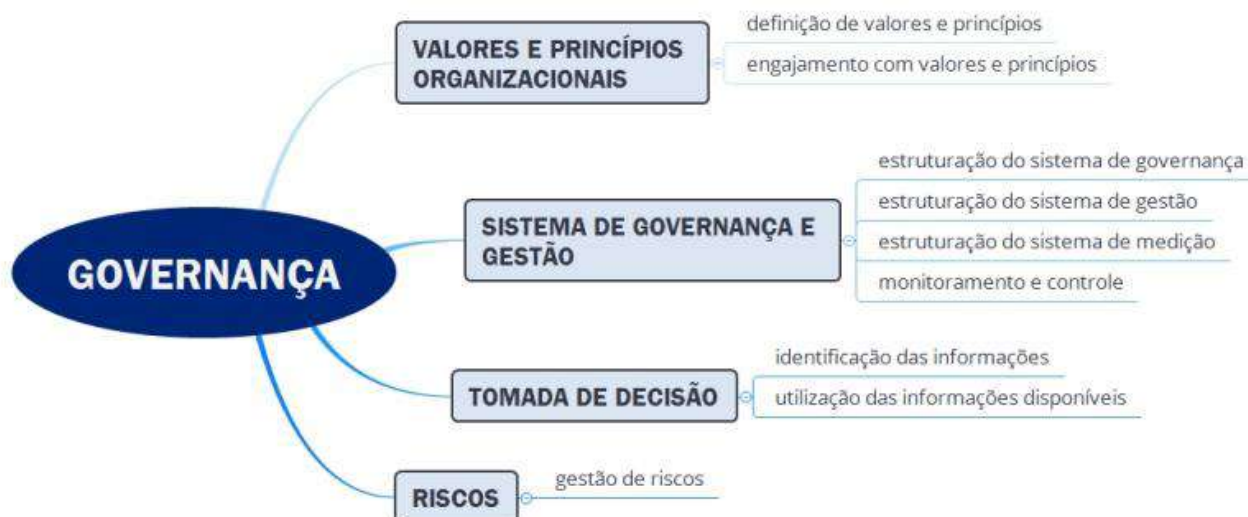 GOVERNANÇA
VALORES E PRINCÍPIOS
ORGANIZACIONAIS
definição de valores e princípios
engajamento com valores e princípios
SISTEMA DE GOVERNANÇA E
GESTÃO
estruturação do sistema de governança
estruturação do sistema de gestão
estruturação do sistema de medição
monitoramento e controle
TOMADA DE DECISÃO
identificação das informações
utilização das informações disponíveis
RISCOS
gestão de riscos